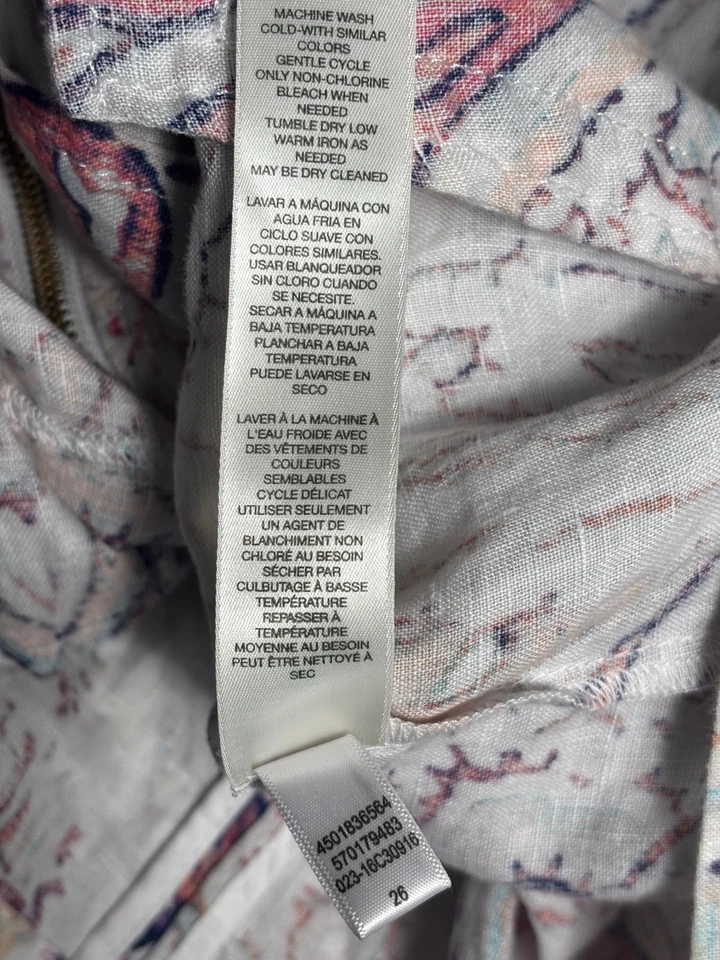 MACHINE WASH
COLD-WITH SIMILAR
COLORS
GENTLE CYCLE
ONLY NON-CHLORINE
BLEACH WHEN
NEEDED
TUMBLE DRY LOW
WARM IRON AS
NEEDED
MAY BE DRY CLEANED
LAVAR A MÁQUINA CON
AGUA FRIA EN
CICLO SUAVE CON
COLORES SIMILARES.
USAR BLANQUEADOR
SIN CLORO CUANDO
SE NECESITE.
SECAR A MÁQUINA A
BAJA TEMPERATURA
PLANCHAR A BAJA
TEMPERATURA
PUEDE LAVARSE EN
SECO
LAVER À LA MACHINE À
L'EAU FROIDE AVEC
DES VÊTEMENTS DE
COULEURS
SEMBLABLES
CYCLE DÉLICAT
UTILISER SEULEMENT
UN AGENT DE
BLANCHIMENT NON
CHLORÉ AU BESOIN
SÉCHER PAR
CULBUTAGE À BASSE
TEMPÉRATURE
REPASSER À
TEMPÉRATURE
MOYENNE AU BESOIN
PEUT ÊTRE NETTOYÉ À
SEC
4501836564
570179483
023-16C30916
26